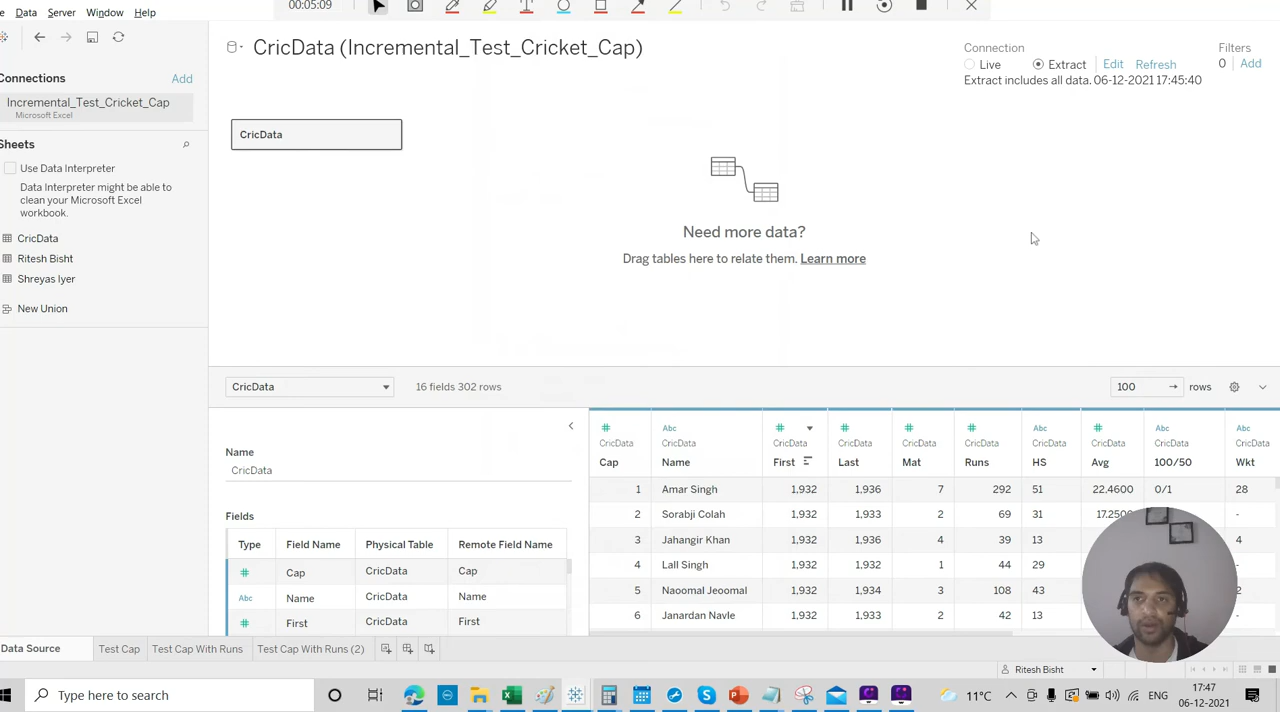 00:05:09
Data Server Window Help
Connections Add
Incremental_Test_Cricket_Cap
Microsoft Excel
Sheets
Use Data Interpreter
Data Interpreter might be able to
clean your Microsoft Excel
workbook.
CricData
Ritesh Bisht
Shreyas Iyer
New Union
CricData (Incremental_Test_Cricket_Cap)
Connection
Live Extract Edit Refresh
Extract includes all data. 06-12-2021 17:45:40
Filters
0 Add
CricData
Need more data?
Drag tables here to relate them. Learn more
CricData 16 fields 302 rows 100 → rows
Name
CricData
Fields
Type Field Name Physical Table Remote Field Name
# Cap CricData Cap
Abc Name CricData Name
# First CricData First
# Abc # # # # Abc # Abc Abc
CricData CricData CricData CricData CricData CricData CricData CricData CricData CricData
Cap Name First Last Mat Runs HS Avg 100/50 Wkt
1 Amar Singh 1,932 1,936 7 292 51 22.4600 0/1 28
2 Sorabji Colah 1,932 1,933 2 69 31 -
3 Jahangir Khan 1,932 1,936 4 39 13 4
4 Lall Singh 1,932 1,932 1 44 29 -
5 Naoomal Jeoomal 1,932 1,934 3 108 43 2
6 Janardan Navle 1,932 1,933 2 42 13 -
Data Source Test Cap Test Cap With Runs Test Cap With Runs (2)
Ritesh Bisht
Type here to search
11°C ENG 17:47
06-12-2021